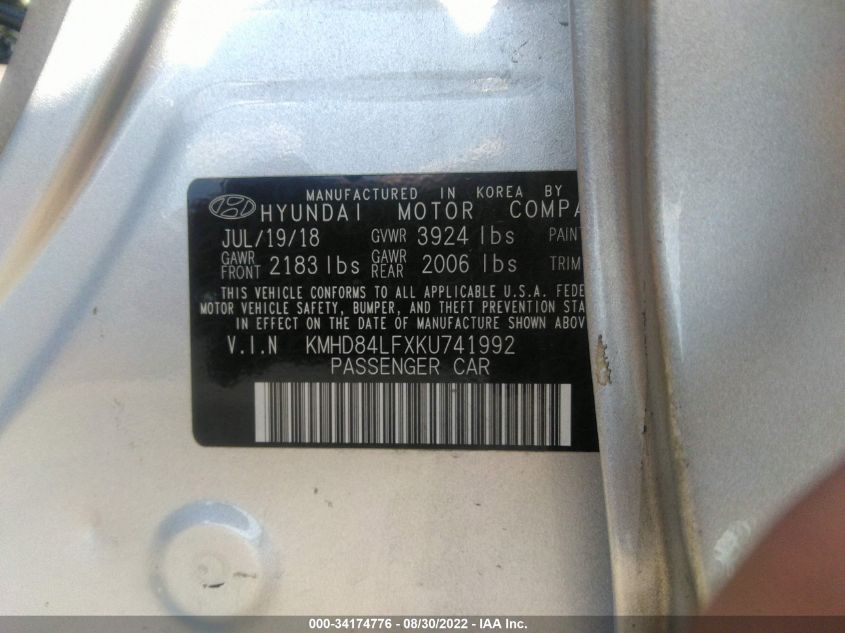 MANUFACTURED IN KOREA BY
HYUNDAI MOTOR COMPA
JUL/19/18 GVWR 3924 lbs PAINT
GAWR FRONT 2183 lbs GAWR REAR 2006 lbs TRIM
THIS VEHICLE CONFORMS TO ALL APPLICABLE U.S.A. FEDE
MOTOR VEHICLE SAFETY, BUMPER, AND THEFT PREVENTION STA
IN EFFECT ON THE DATE OF MANUFACTURE SHOWN ABOV
V.I.N KMHD84LFXKU741992
PASSENGER CAR
000-34174776 - 08/30/2022 - IAA Inc.